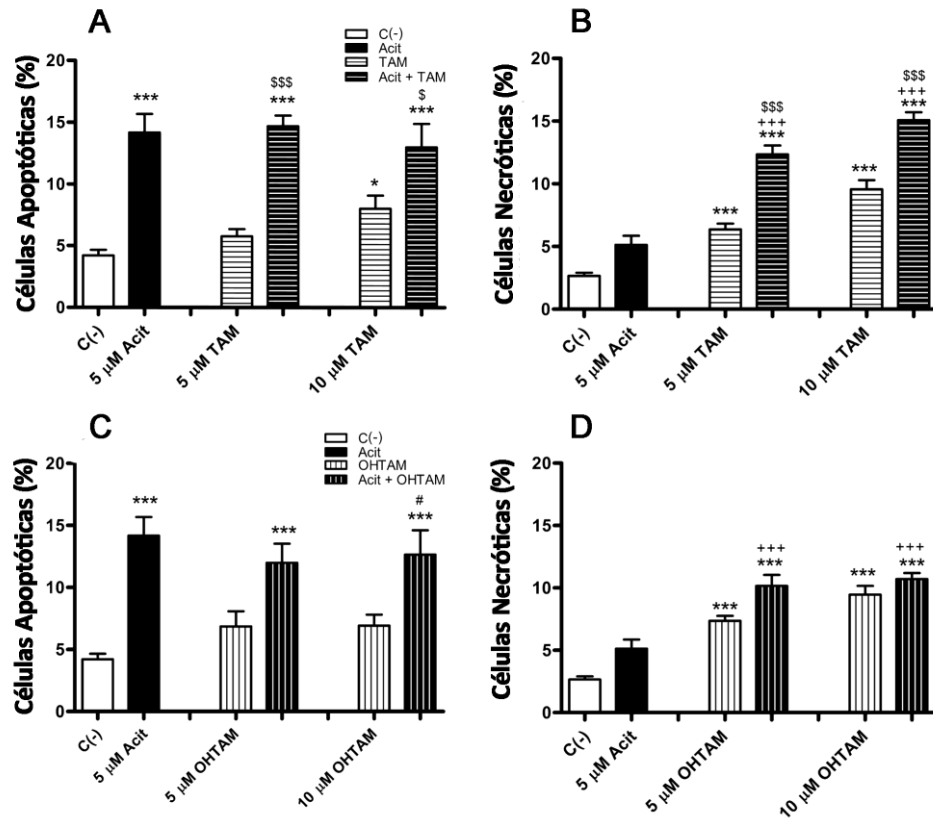 A
C(-)
Acit
TAM
Acit + TAM
Células Apoptóticas (%)
20
15
10
5
0
***
$$$
***
*
$
***
C(-)
5 µM Acit
5 µM TAM
10 µM TAM
B
Células Necróticas (%)
20
15
10
5
0
***
$$$
+++
***
***
$$$
+++
***
C(-)
5 µM Acit
5 µM TAM
10 µM TAM
C
C(-)
Acit
OHTAM
Acit + OHTAM
Células Apoptóticas (%)
20
15
10
5
0
***
***
#
***
C(-)
5 µM Acit
5 µM OHTAM
10 µM OHTAM
D
Células Necróticas (%)
20
15
10
5
0
***
+++
***
***
+++
***
C(-)
5 µM Acit
5 µM OHTAM
10 µM OHTAM